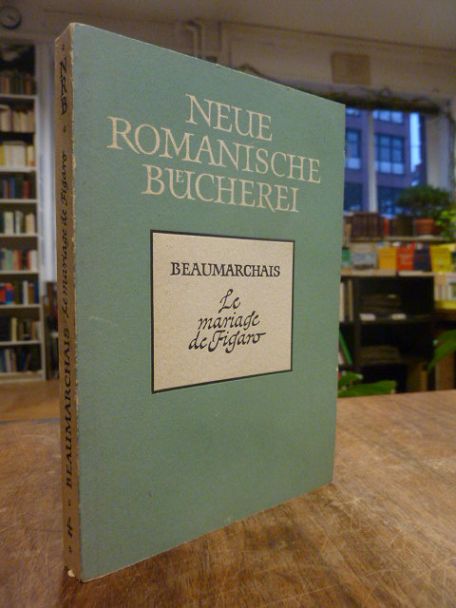 NEUE
ROMANISCHE
BÜCHEREI
BEAUMARCHAIS
Le
mariage
de Figaro
BEAUMARCHAIS Le mariage de Figaro